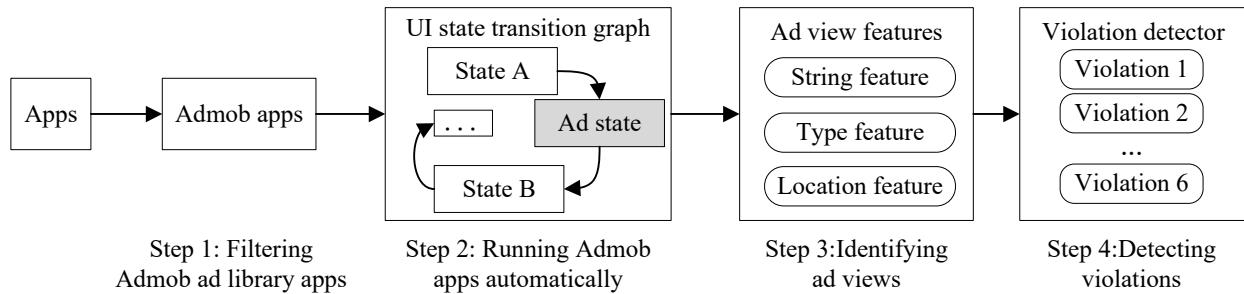 Apps
Admob apps
UI state transition graph
State A
Ad state
. . .
State B
Ad view features
String feature
Type feature
Location feature
Violation detector
Violation 1
Violation 2
...
Violation 6
Step 1: Filtering
Admob ad library apps
Step 2: Running Admob
apps automatically
Step 3:Identifying
ad views
Step 4:Detecting
violations